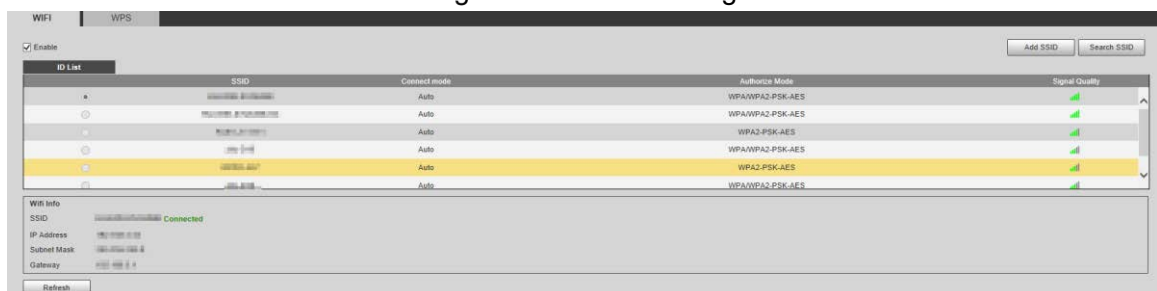 WIFI WPS
Enable Add SSID Search SSID
ID List
SSID Connect mode Authorize Mode Signal Quality
Auto WPA/WPA2-PSK-AES
Auto WPA/WPA2-PSK-AES
Auto WPA2-PSK-AES
Auto WPA/WPA2-PSK-AES
Auto WPA2-PSK-AES
Auto WPA/WPA2-PSK-AES
Wifi Info
SSID Connected
IP Address
Subnet Mask
Gateway
Refresh